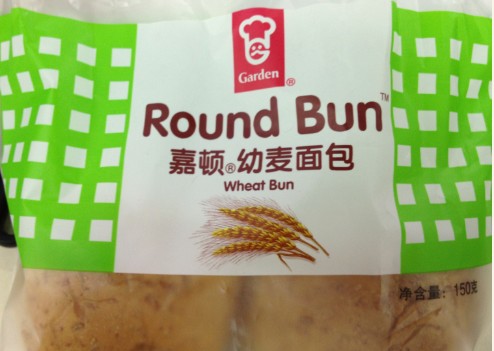 Garden®
Round Bun™
嘉顿®幼麦面包
Wheat Bun
净含量：150克